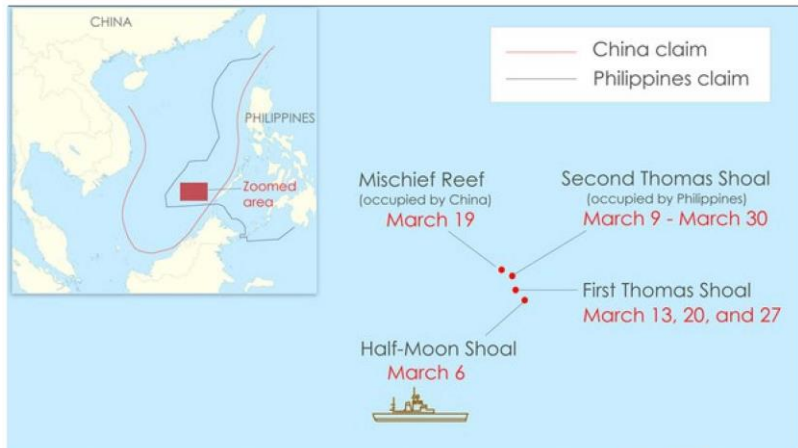 CHINA
PHILIPPINES
Zoomed
area
China claim
Philippines claim
Mischief Reef
(occupied by China)
March 19
Second Thomas Shoal
(occupied by Philippines)
March 9 - March 30
First Thomas Shoal
March 13, 20, and 27
Half-Moon Shoal
March 6